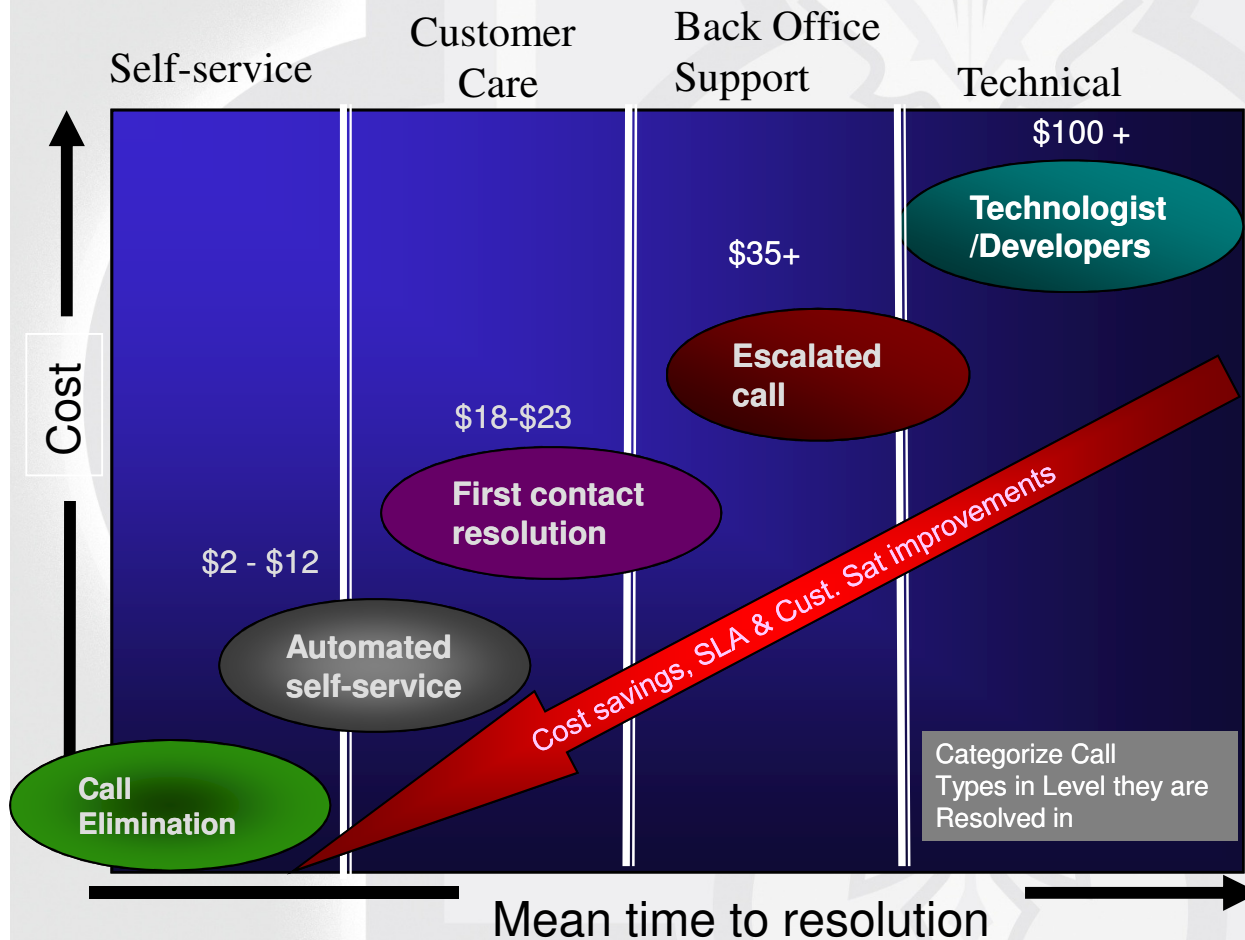 Self-service
Customer
Care
Back Office
Support
Technical
$100 +
Technologist
/Developers
$35+
Escalated
call
Cost
$18-$23
First contact
resolution
$2 - $12
Automated
self-service
Cost savings, SLA & Cust. Sat improvements
Call
Elimination
Categorize Call
Types in Level they are
Resolved in
Mean time to resolution